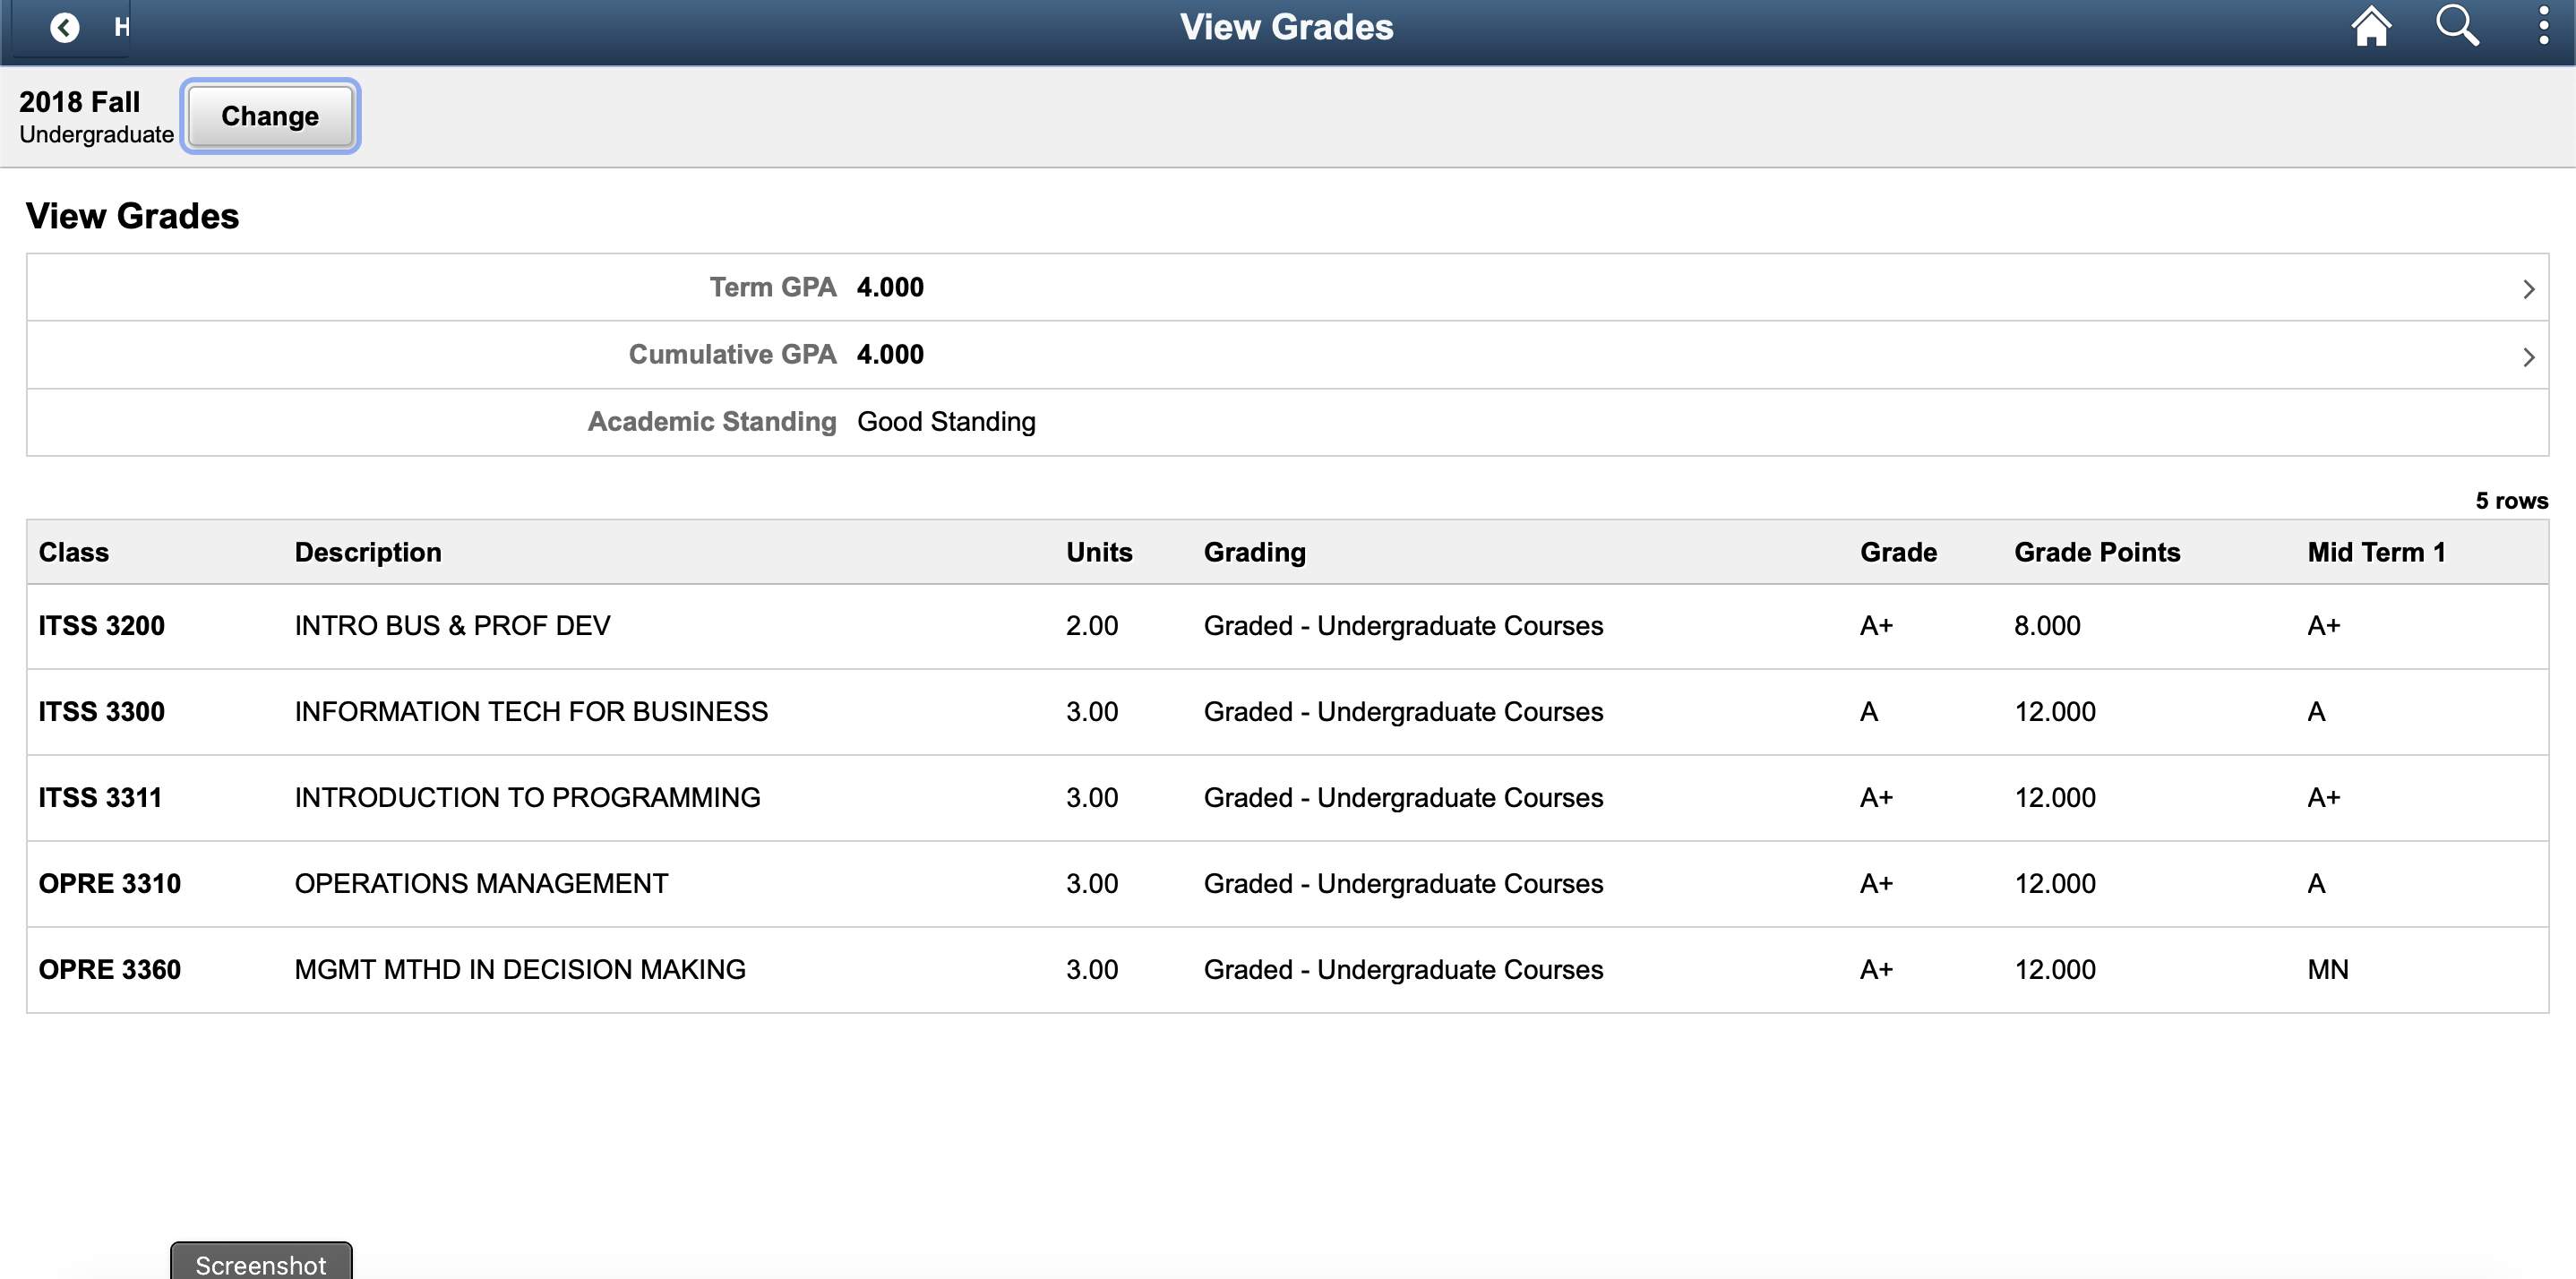 H
View Grades
2018 Fall
Undergraduate
Change
View Grades
Term GPA 4.000
Cumulative GPA 4.000
Academic Standing Good Standing
5 rows
Class Description Units Grading Grade Grade Points Mid Term 1
ITSS 3200 INTRO BUS & PROF DEV 2.00 Graded - Undergraduate Courses A+ 8.000 A+
ITSS 3300 INFORMATION TECH FOR BUSINESS 3.00 Graded - Undergraduate Courses A 12.000 A
ITSS 3311 INTRODUCTION TO PROGRAMMING 3.00 Graded - Undergraduate Courses A+ 12.000 A+
OPRE 3310 OPERATIONS MANAGEMENT 3.00 Graded - Undergraduate Courses A+ 12.000 A
OPRE 3360 MGMT MTHD IN DECISION MAKING 3.00 Graded - Undergraduate Courses A+ 12.000 MN
Screenshot